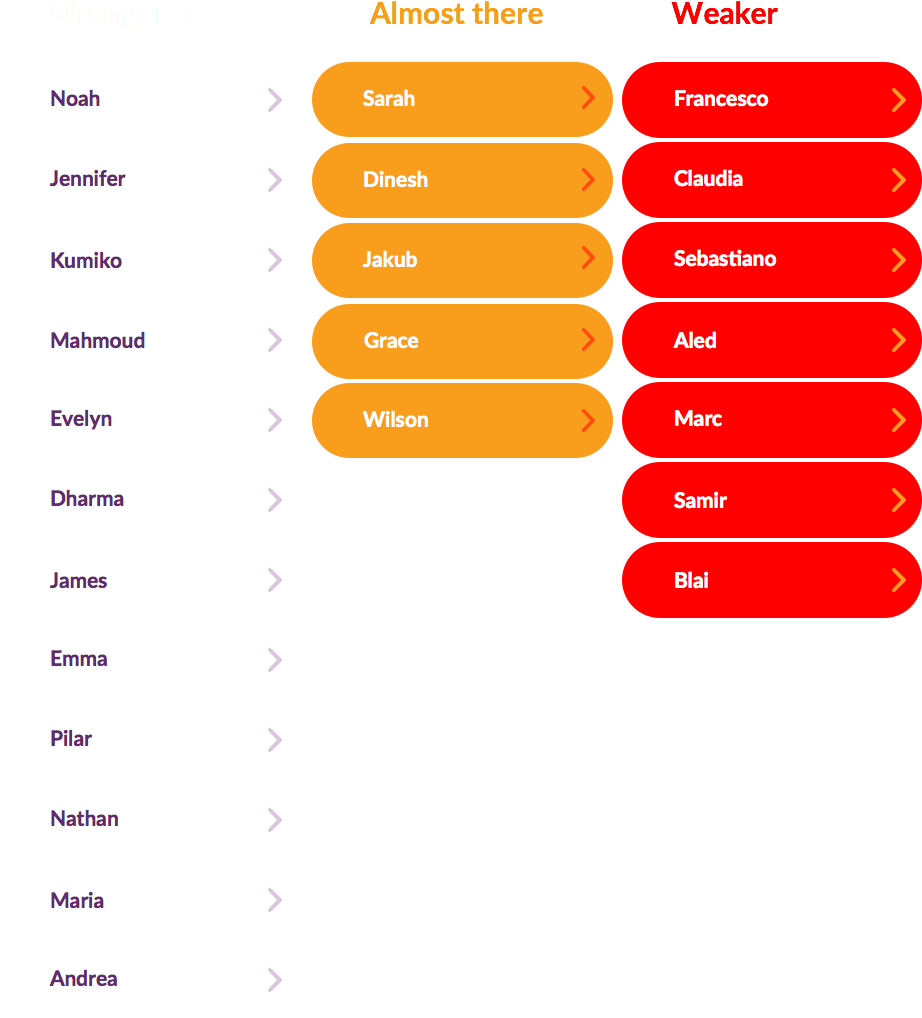 Almost there
Weaker
Noah
Sarah
Francesco
Jennifer
Dinesh
Claudia
Kumiko
Jakub
Sebastiano
Mahmoud
Grace
Aled
Evelyn
Wilson
Marc
Dharma
Samir
James
Blai
Emma
Pilar
Nathan
Maria
Andrea